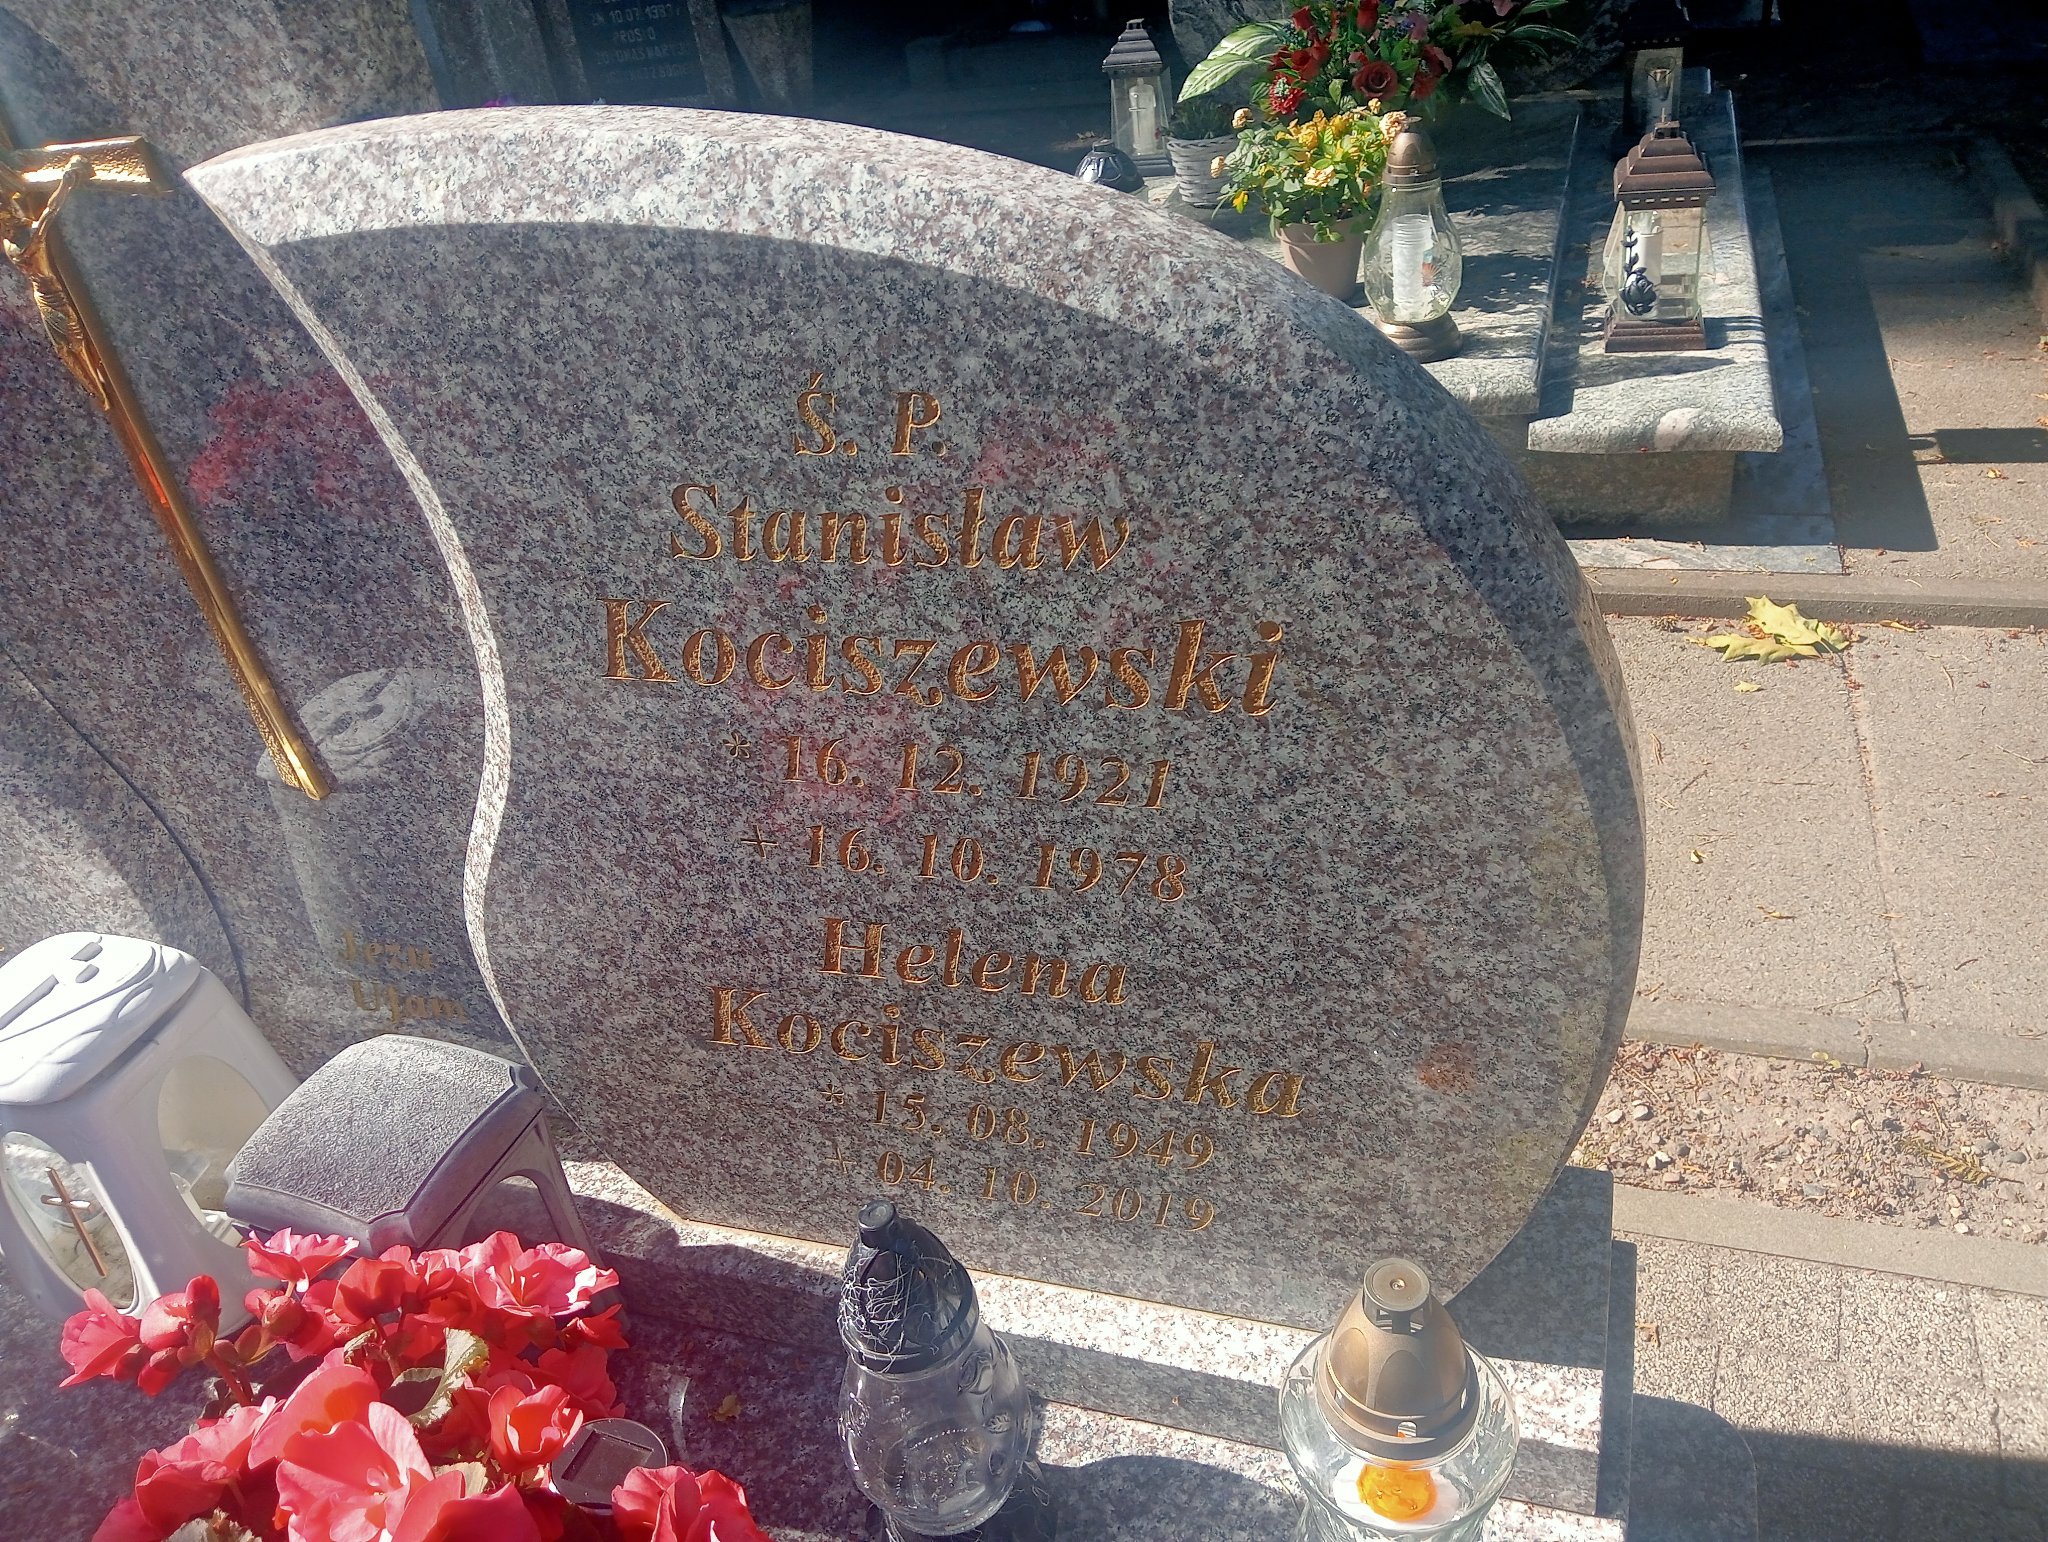 Ś. P.
Stanisław
Kociszewski
* 16. 12. 1921
+ 16. 10. 1978
Helena
Kociszewska
* 15. 08. 1949
+ 04. 10. 2019
Jezu
Ufam